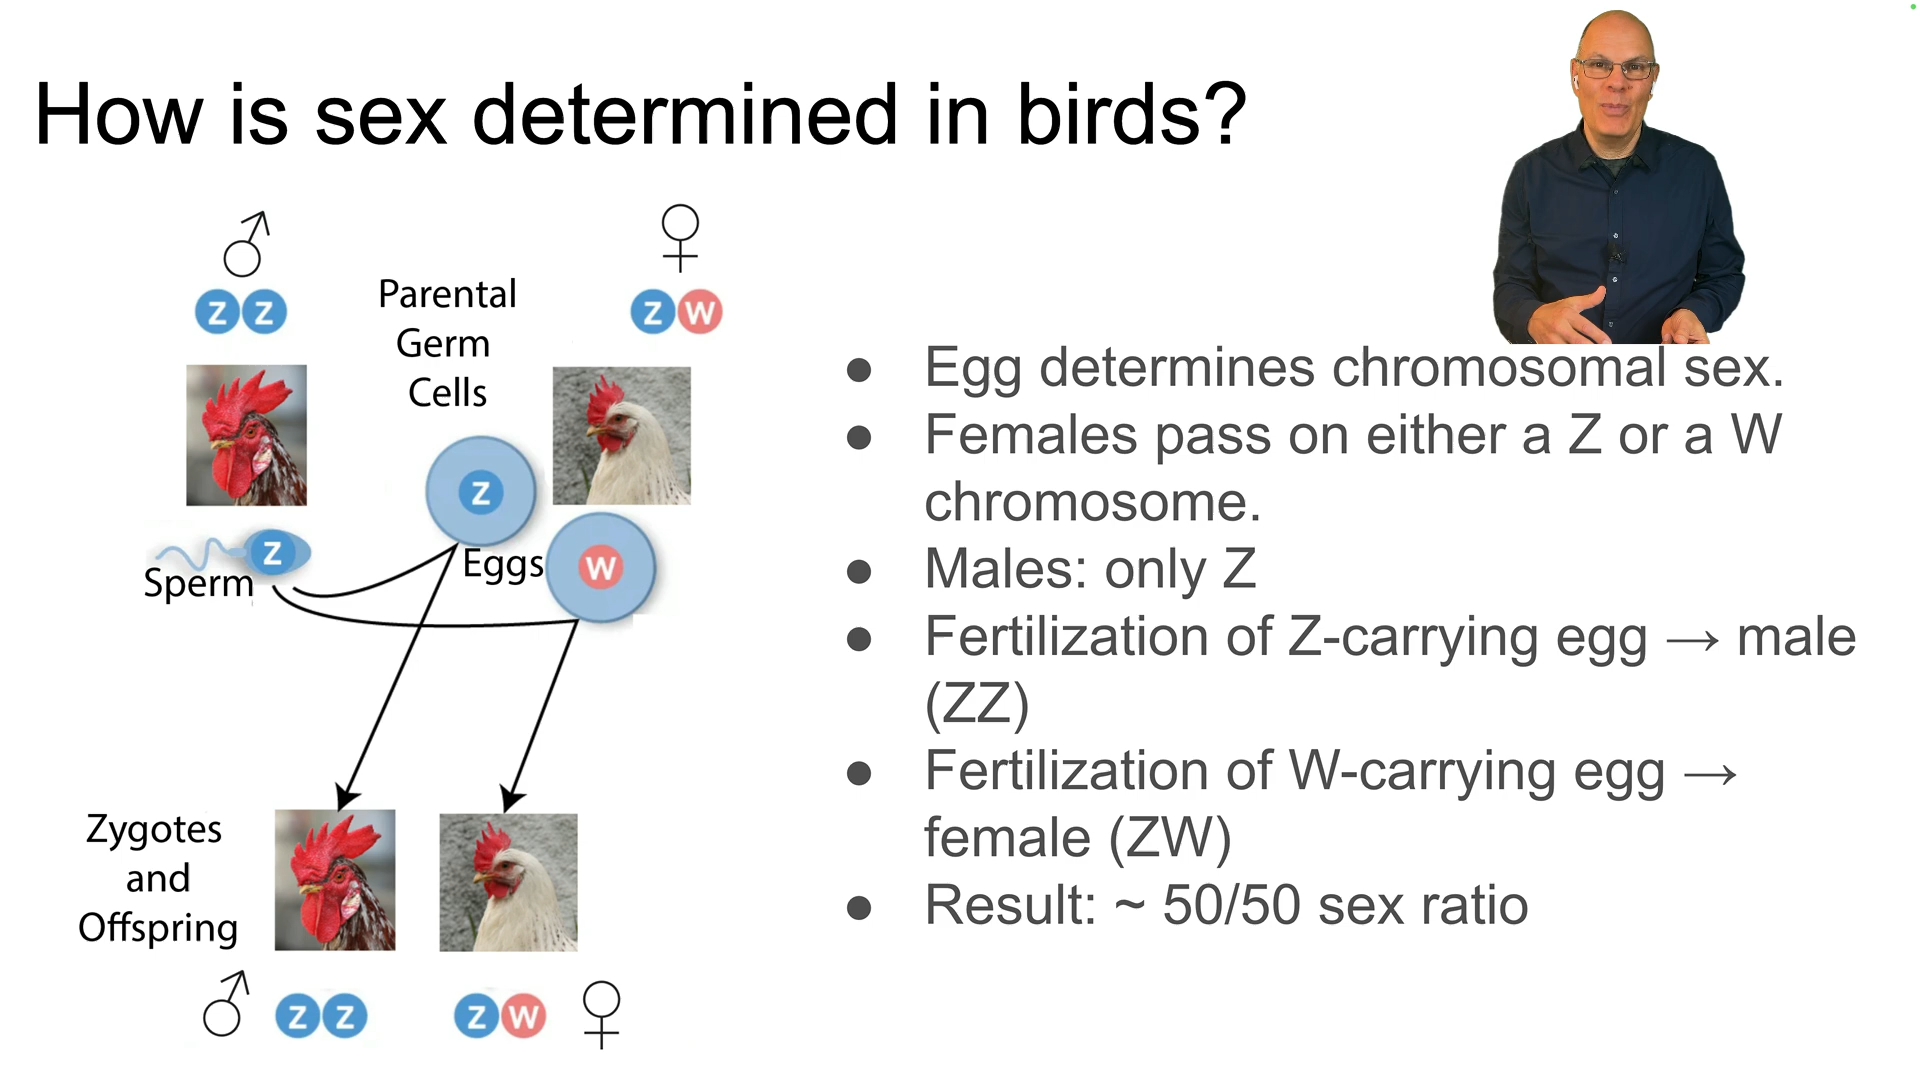 How is sex determined in birds?
♂
♀
Z Z
Parental
Germ
Cells
Z W
Z
Eggs
W
Z
Sperm
Zygotes
and
Offspring
♂
Z Z
Z W
♀
● Egg determines chromosomal sex.
● Females pass on either a Z or a W
chromosome.
● Males: only Z
● Fertilization of Z-carrying egg → male
(ZZ)
● Fertilization of W-carrying egg →
female (ZW)
● Result: ~ 50/50 sex ratio